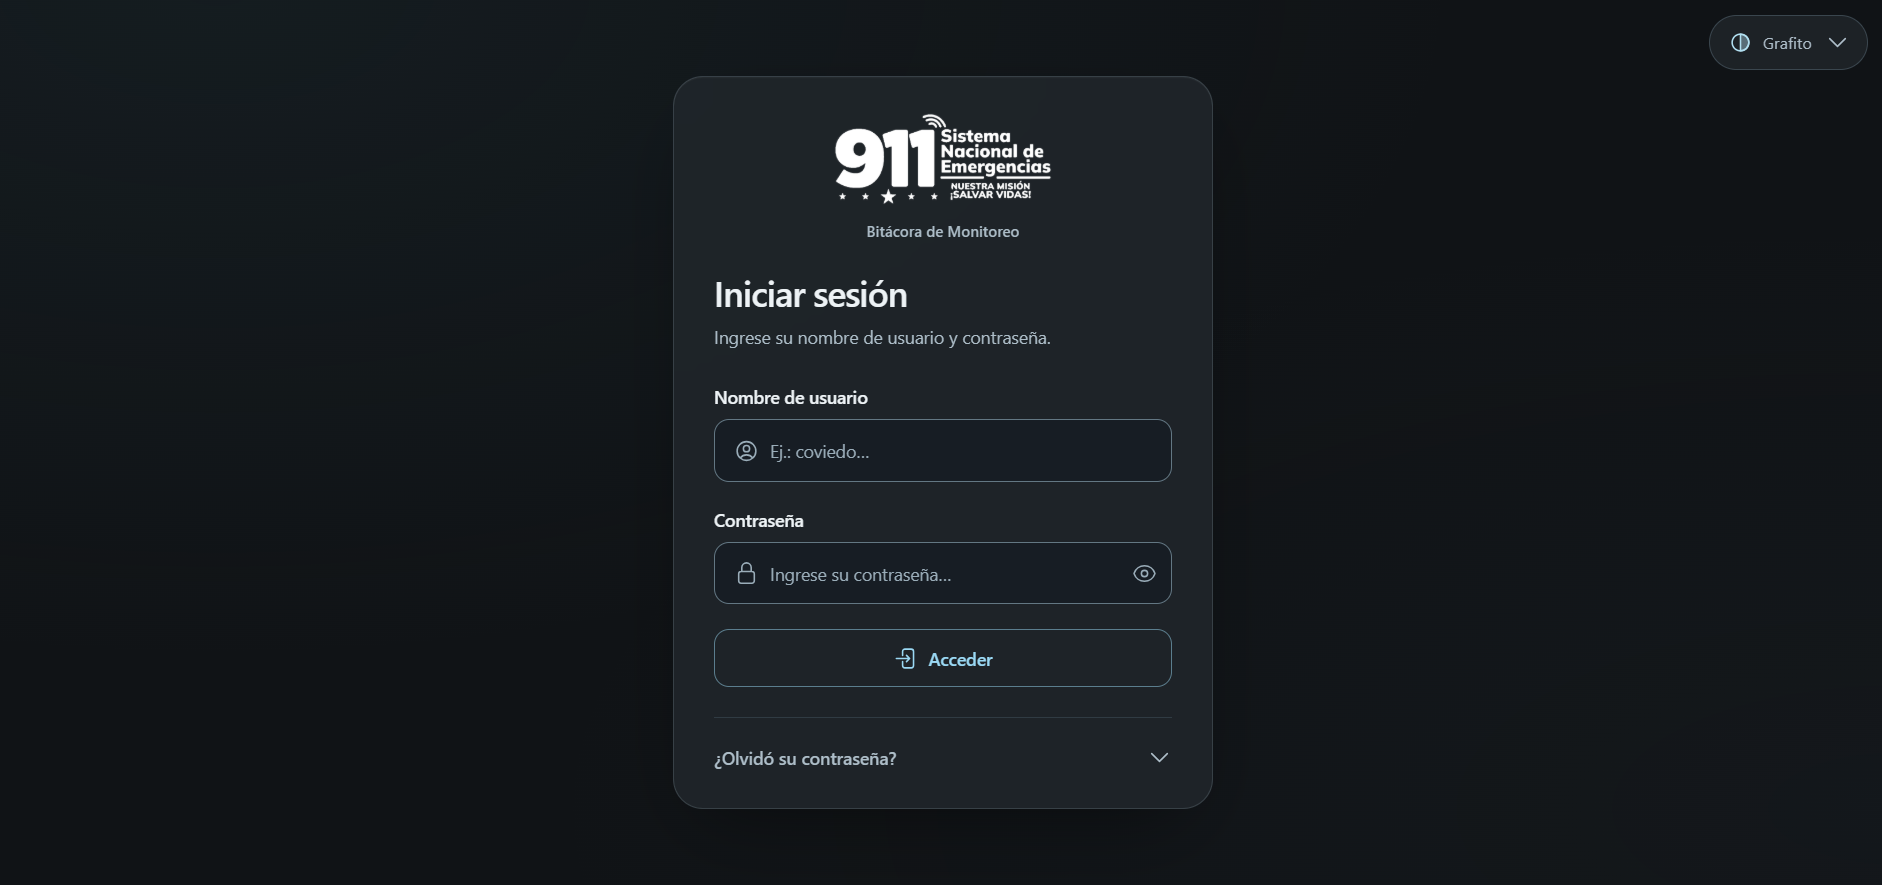 Grafito
911
Sistema
Nacional de
Emergencias
NUESTRA MISIÓN
¡SALVAR VIDAS!
Bitácora de Monitoreo
Iniciar sesión
Ingrese su nombre de usuario y contraseña.
Nombre de usuario
Ej.: coviedo...
Contraseña
Ingrese su contraseña...
Acceder
¿Olvidó su contraseña?